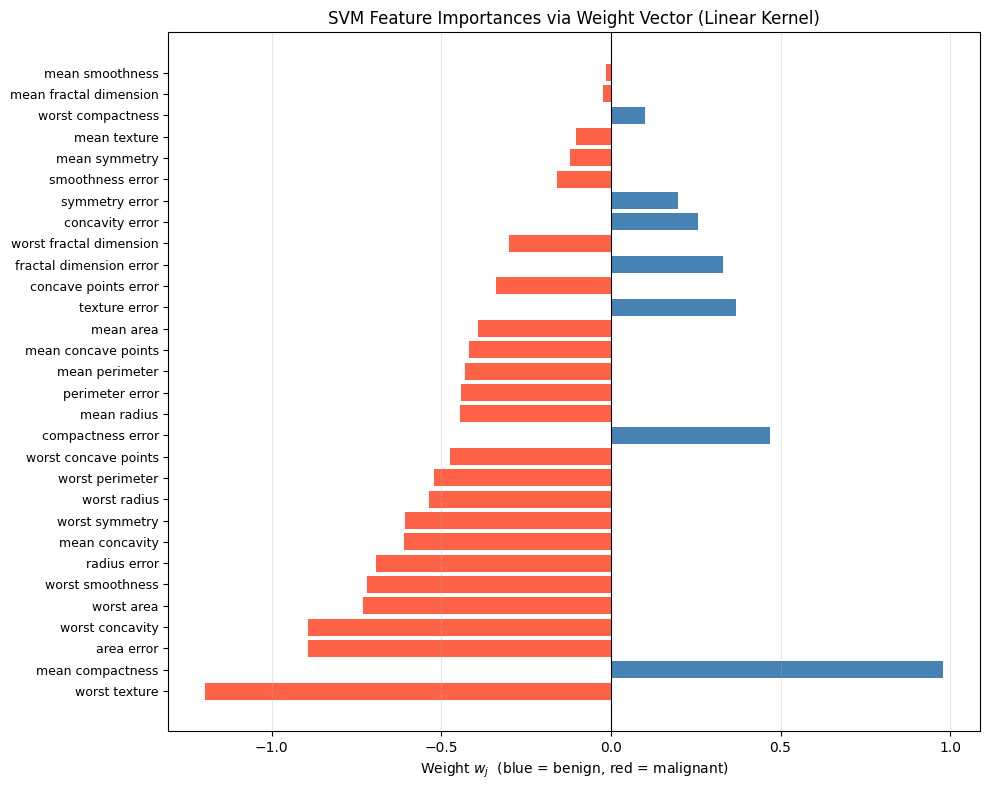 SVM Feature Importances via Weight Vector (Linear Kernel)
mean smoothness
mean fractal dimension
worst compactness
mean texture
mean symmetry
smoothness error
symmetry error
concavity error
worst fractal dimension
fractal dimension error
concave points error
texture error
mean area
mean concave points
mean perimeter
perimeter error
mean radius
compactness error
worst concave points
worst perimeter
worst radius
worst symmetry
mean concavity
radius error
worst smoothness
worst area
worst concavity
area error
mean compactness
worst texture
−1.0 −0.5 0.0 0.5 1.0
Weight $w_j$ (blue = benign, red = malignant)